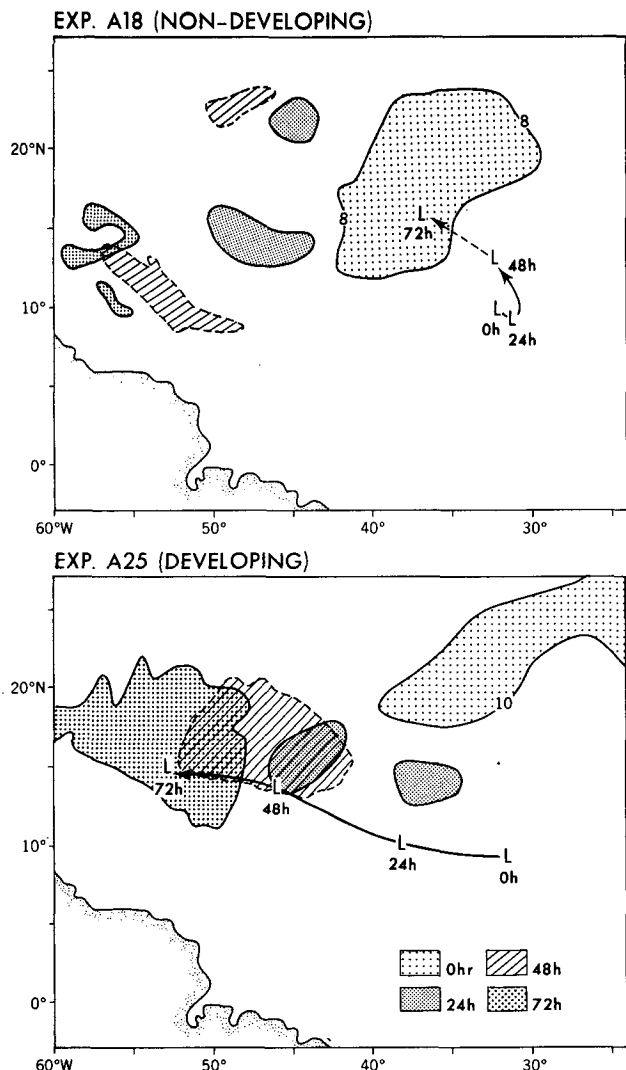 EXP. A18 (NON-DEVELOPING)
20°N
10°
0°
60°W 50° 40° 30°
8
8
L
72h
L 48h
L L
0h 24h
EXP. A25 (DEVELOPING)
20°N
10°
0°
60°W 50° 40° 30°
10
L
72h
L
48h
L
24h
L
0h
0hr 48h
24h 72h